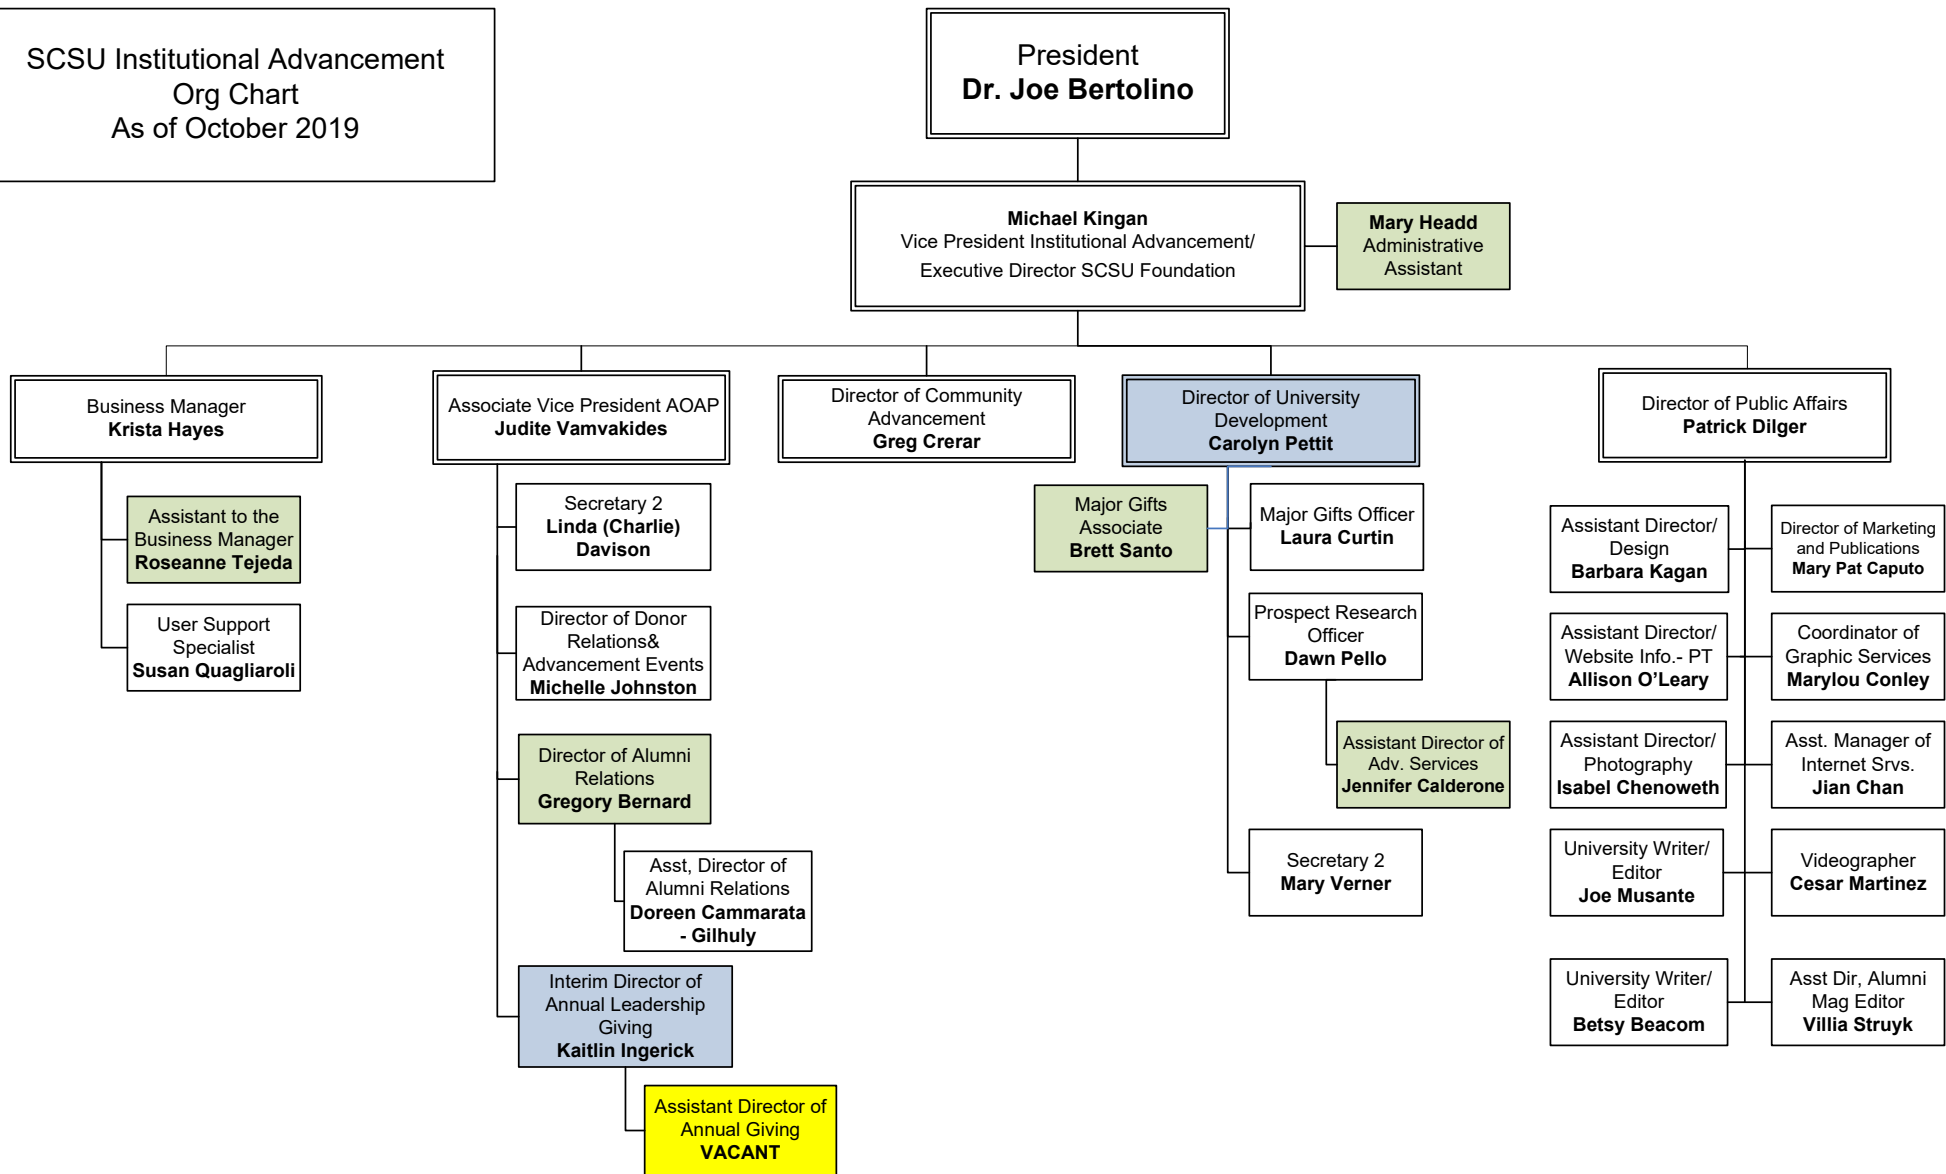 SCSU Institutional Advancement
Org Chart
As of October 2019
President
Dr. Joe Bertolino
Michael Kingan
Vice President Institutional Advancement/
Executive Director SCSU Foundation
Mary Headd
Administrative
Assistant
Business Manager
Krista Hayes
Associate Vice President AOAP
Judite Vamvakides
Director of Community
Advancement
Greg Crerar
Director of University
Development
Carolyn Pettit
Director of Public Affairs
Patrick Dilger
Assistant to the
Business Manager
Roseanne Tejeda
User Support
Specialist
Susan Quagliaroli
Secretary 2
Linda (Charlie)
Davison
Director of Donor
Relations&
Advancement Events
Michelle Johnston
Director of Alumni
Relations
Gregory Bernard
Asst, Director of
Alumni Relations
Doreen Cammarata
- Gilhuly
Interim Director of
Annual Leadership
Giving
Kaitlin Ingerick
Assistant Director of
Annual Giving
VACANT
Major Gifts
Associate
Brett Santo
Major Gifts Officer
Laura Curtin
Prospect Research
Officer
Dawn Pello
Assistant Director of
Adv. Services
Jennifer Calderone
Secretary 2
Mary Verner
Assistant Director/
Design
Barbara Kagan
Director of Marketing
and Publications
Mary Pat Caputo
Assistant Director/
Website Info.- PT
Allison O’Leary
Coordinator of
Graphic Services
Marylou Conley
Assistant Director/
Photography
Isabel Chenoweth
Asst. Manager of
Internet Srvs.
Jian Chan
University Writer/
Editor
Joe Musante
Videographer
Cesar Martinez
University Writer/
Editor
Betsy Beacom
Asst Dir, Alumni
Mag Editor
Villia Struyk